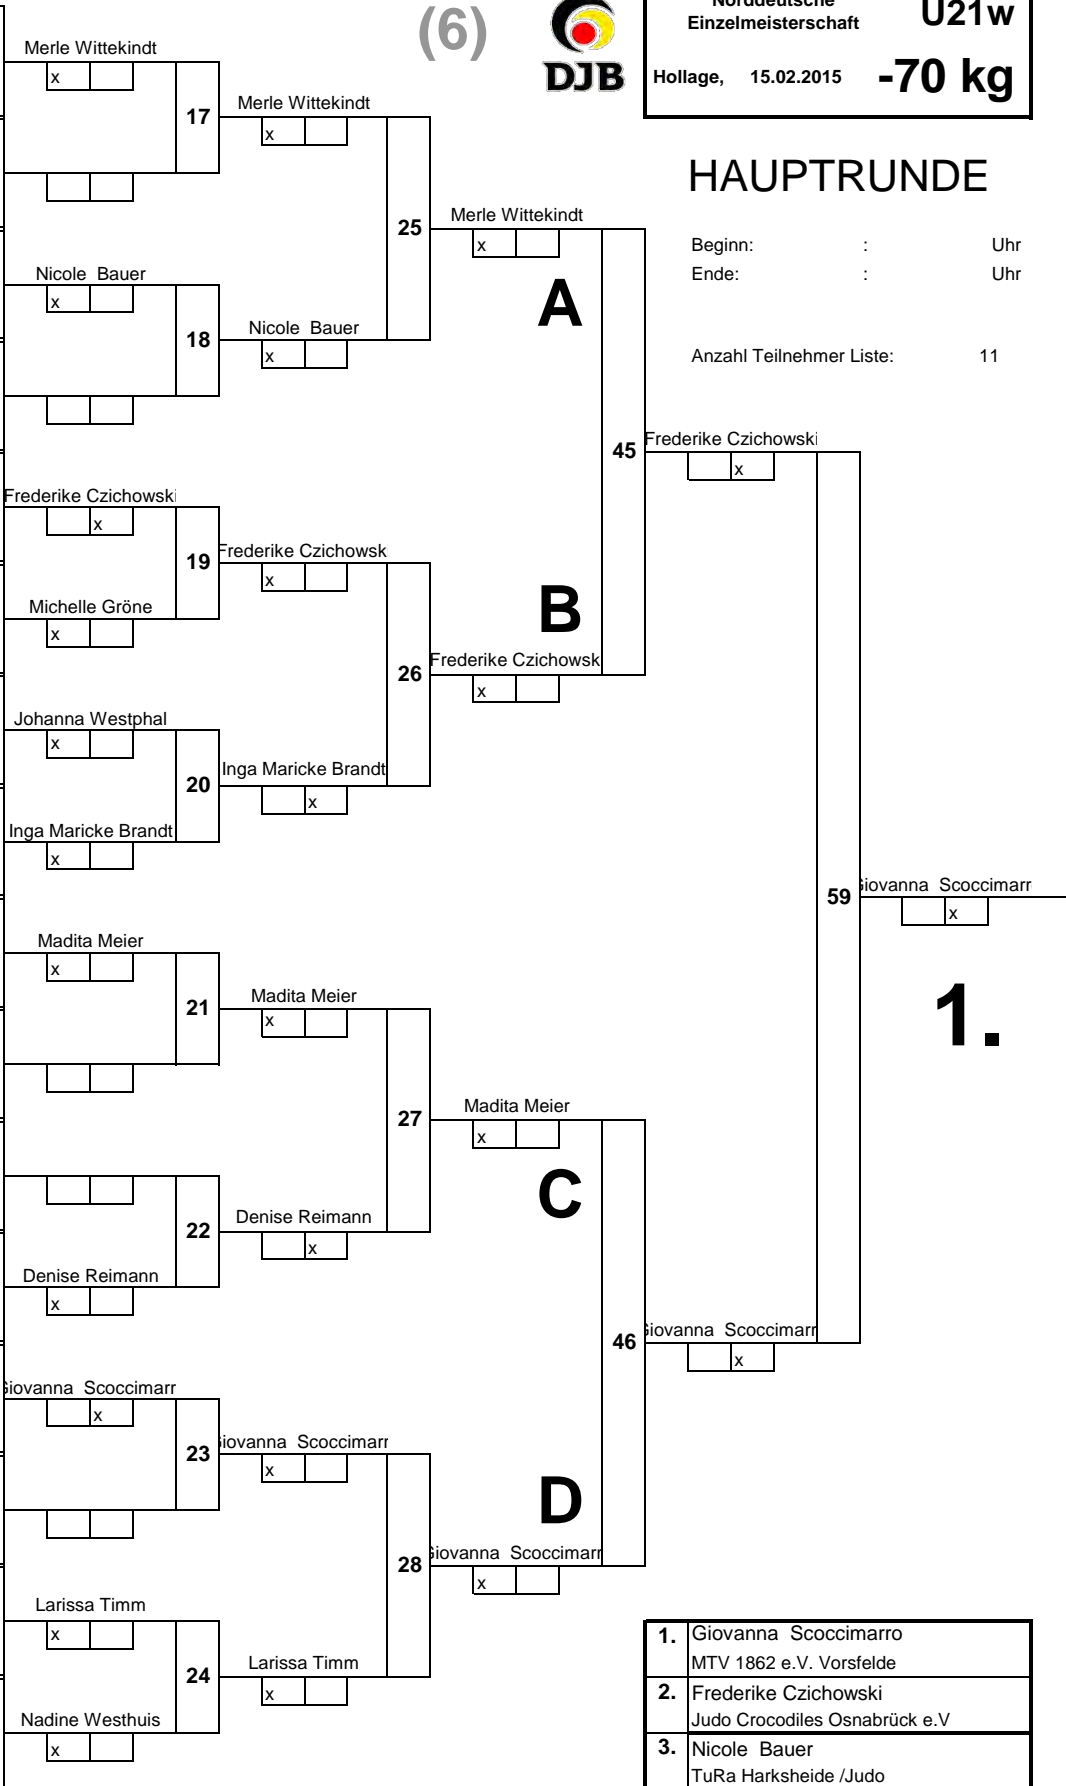 (6)
DJB
Norddeutsche
Einzelmeisterschaft
U21w
Hollage, 15.02.2015 -70 kg
HAUPTRUNDE
Beginn: : Uhr
Ende: : Uhr
Anzahl Teilnehmer Liste: 11
Merle Wittekindt
x
17
Merle Wittekindt
x
25
Merle Wittekindt
x
A
Nicole Bauer
x
18
Nicole Bauer
x
45
Frederike Czichowski
x
Frederike Czichowski
x
19
Frederike Czichowsk
x
B
Michelle Gröne
x
26
Frederike Czichowsk
x
Johanna Westphal
x
20
Inga Maricke Brandt
x
Inga Maricke Brandt
x
59
Giovanna Scoccimarr
x
1.
Madita Meier
x
21
Madita Meier
x
27
Madita Meier
x
C
22
Denise Reimann
x
Denise Reimann
x
46
Giovanna Scoccimarr
x
Giovanna Scoccimarr
x
23
Giovanna Scoccimarr
x
D
28
Giovanna Scoccimarr
x
Larissa Timm
x
24
Larissa Timm
x
Nadine Westhuis
x
1. Giovanna Scoccimarro
MTV 1862 e.V. Vorsfelde
2. Frederike Czichowski
Judo Crocodiles Osnabrück e.V
3. Nicole Bauer
TuRa Harksheide /Judo